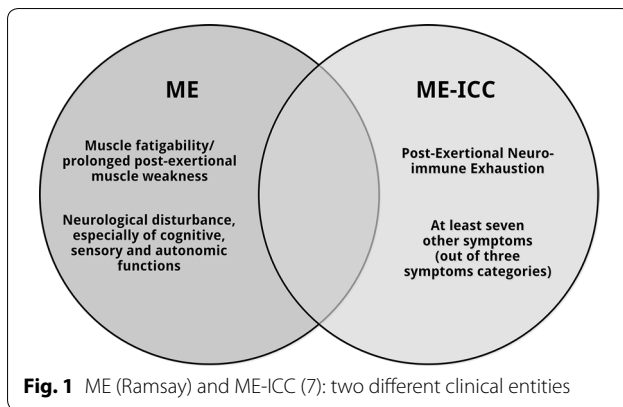 ME
Muscle fatigability/
prolonged post-exertional
muscle weakness
Neurological disturbance,
especially of cognitive,
sensory and autonomic
functions
ME-ICC
Post-Exertional Neuro-
immune Exhaustion
At least seven
other symptoms
(out of three
symptoms categories)
Fig. 1 ME (Ramsay) and ME-ICC (7): two different clinical entities